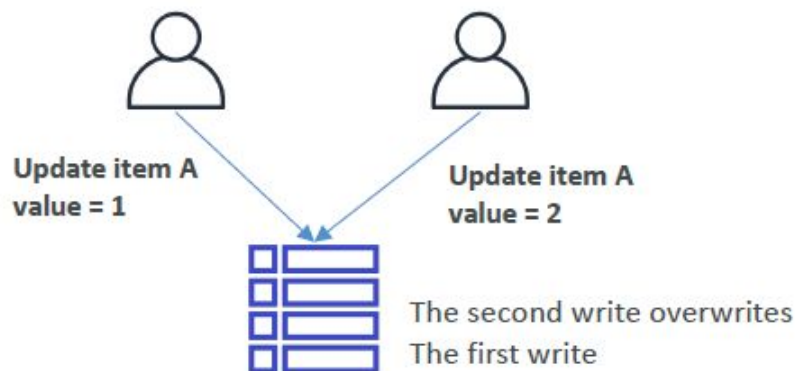 Update item A
value = 1
Update item A
value = 2
The second write overwrites
The first write